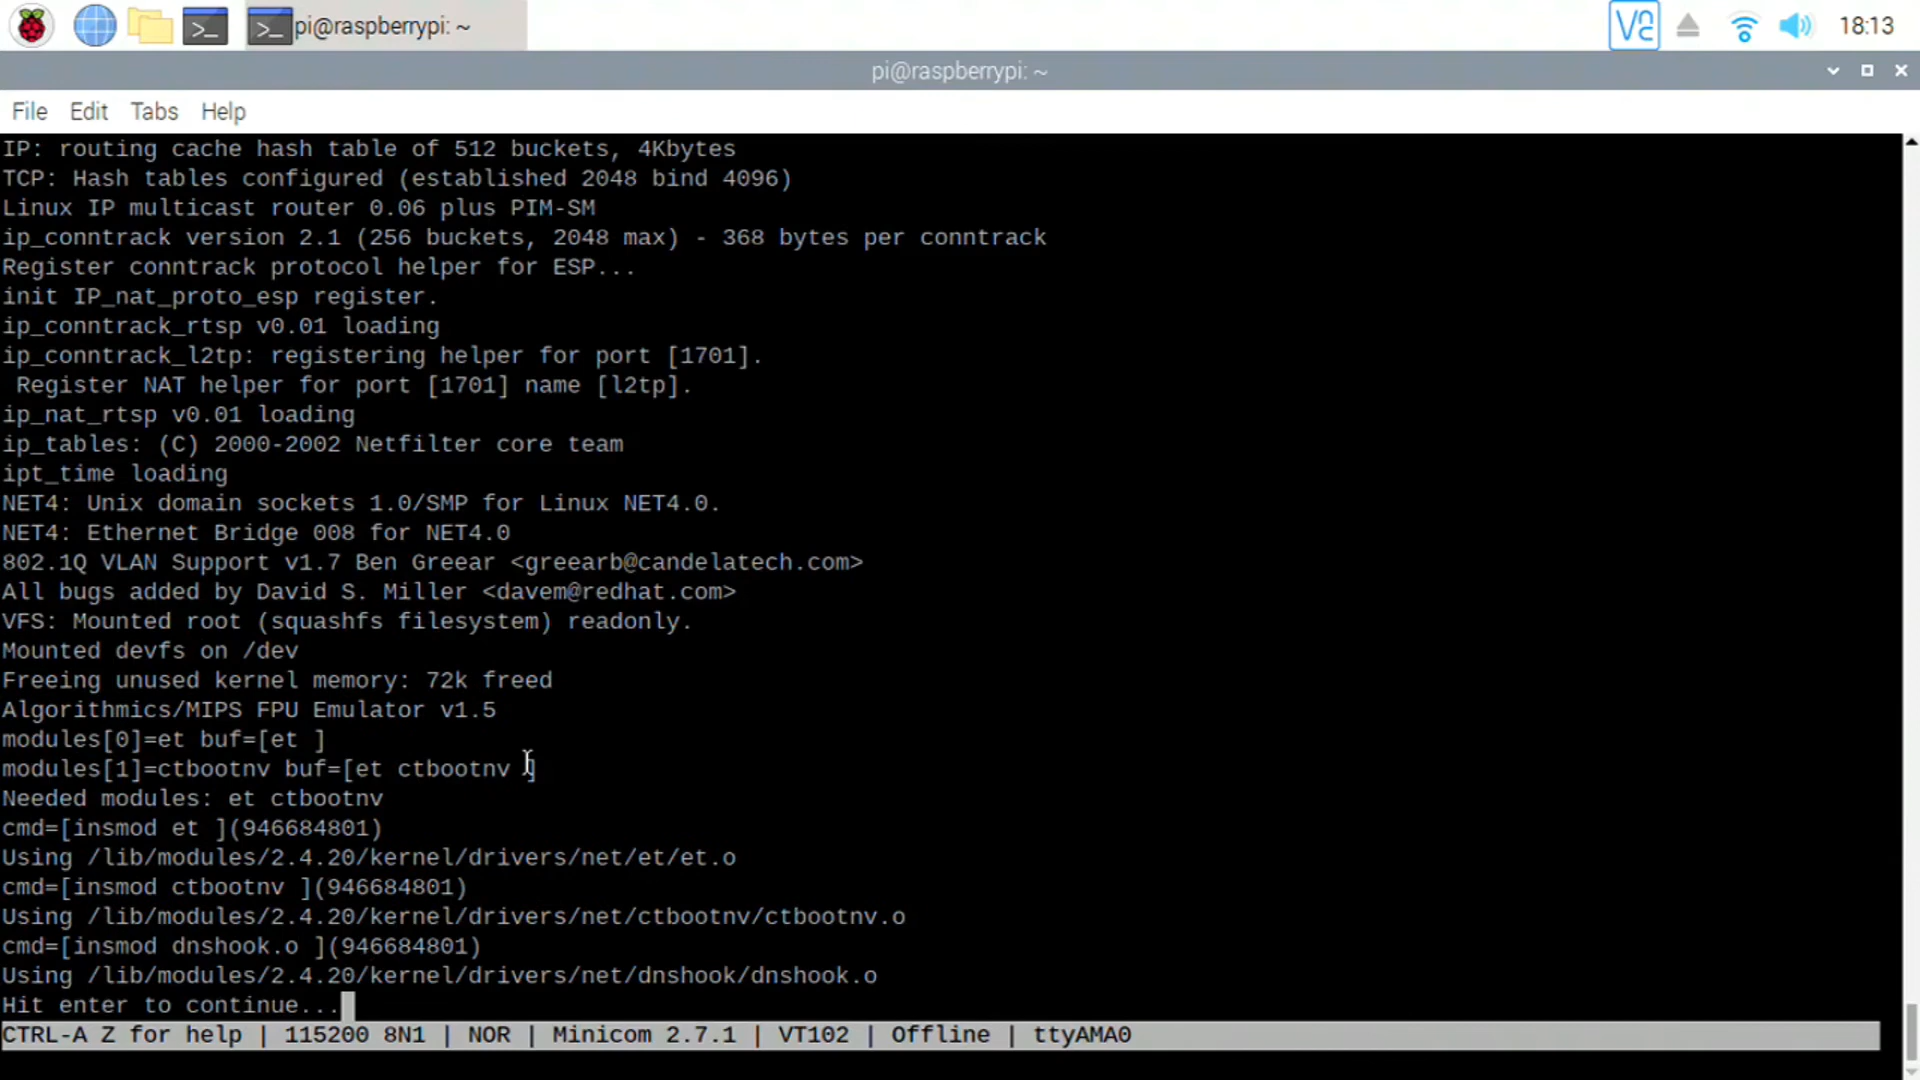 pi@raspberrypi: ~
V2
18:13
pi@raspberrypi: ~
File Edit Tabs Help
IP: routing cache hash table of 512 buckets, 4Kbytes
TCP: Hash tables configured (established 2048 bind 4096)
Linux IP multicast router 0.06 plus PIM-SM
ip_conntrack version 2.1 (256 buckets, 2048 max) - 368 bytes per conntrack
Register conntrack protocol helper for ESP...
init IP_nat_proto_esp register.
ip_conntrack_rtsp v0.01 loading
ip_conntrack_l2tp: registering helper for port [1701].
 Register NAT helper for port [1701] name [l2tp].
ip_nat_rtsp v0.01 loading
ip_tables: (C) 2000-2002 Netfilter core team
ipt_time loading
NET4: Unix domain sockets 1.0/SMP for Linux NET4.0.
NET4: Ethernet Bridge 008 for NET4.0
802.1Q VLAN Support v1.7 Ben Greear <greearb@candelatech.com>
All bugs added by David S. Miller <davem@redhat.com>
VFS: Mounted root (squashfs filesystem) readonly.
Mounted devfs on /dev
Freeing unused kernel memory: 72k freed
Algorithmics/MIPS FPU Emulator v1.5
modules[0]=et buf=[et ]
modules[1]=ctbootnv buf=[et ctbootnv ]
Needed modules: et ctbootnv
cmd=[insmod et ](946684801)
Using /lib/modules/2.4.20/kernel/drivers/net/et/et.o
cmd=[insmod ctbootnv ](946684801)
Using /lib/modules/2.4.20/kernel/drivers/net/ctbootnv/ctbootnv.o
cmd=[insmod dnshook.o ](946684801)
Using /lib/modules/2.4.20/kernel/drivers/net/dnshook/dnshook.o
Hit enter to continue...
CTRL-A Z for help | 115200 8N1 | NOR | Minicom 2.7.1 | VT102 | Offline | ttyAMA0